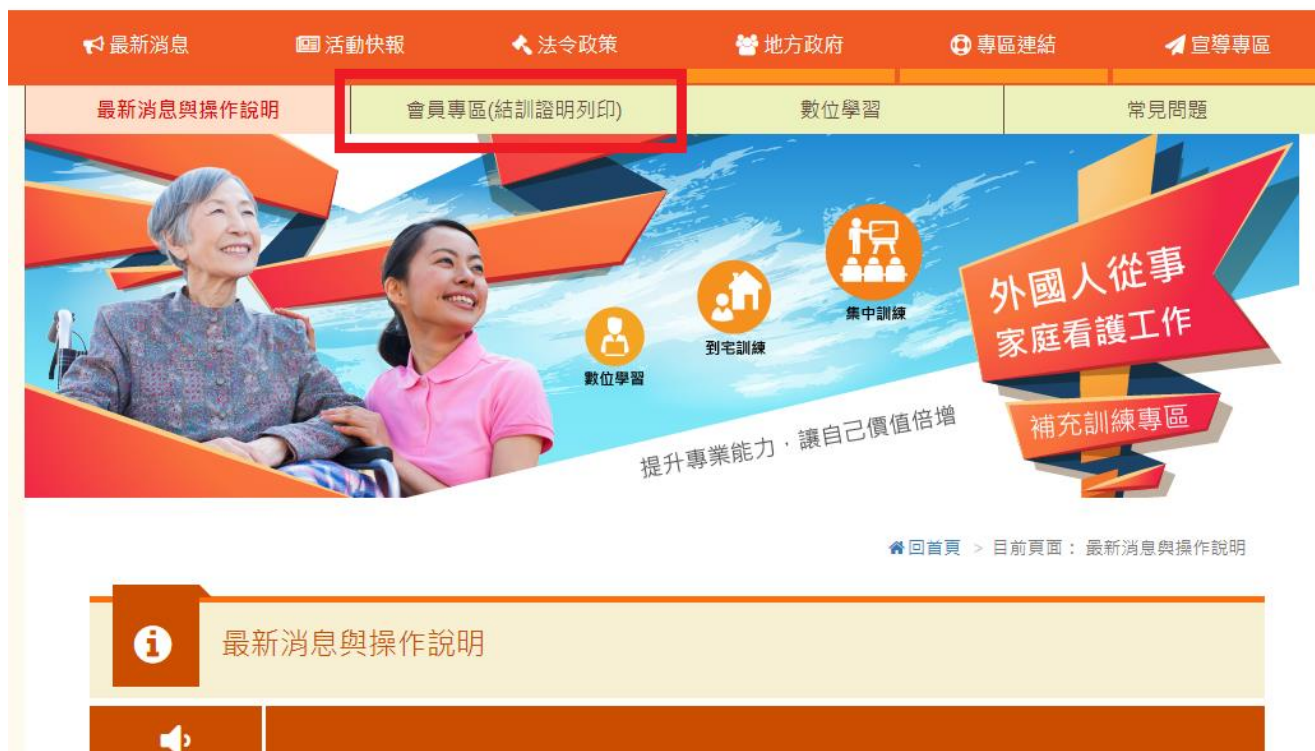 最新消息
活動快報
法令政策
地方政府
專區連結
宣導專區
最新消息與操作說明
會員專區(結訓證明列印)
數位學習
常見問題
集中訓練
到宅訓練
數位學習
外國人從事
家庭看護工作
補充訓練專區
提升專業能力，讓自己價值倍增
回首頁 > 目前頁面： 最新消息與操作說明
最新消息與操作說明